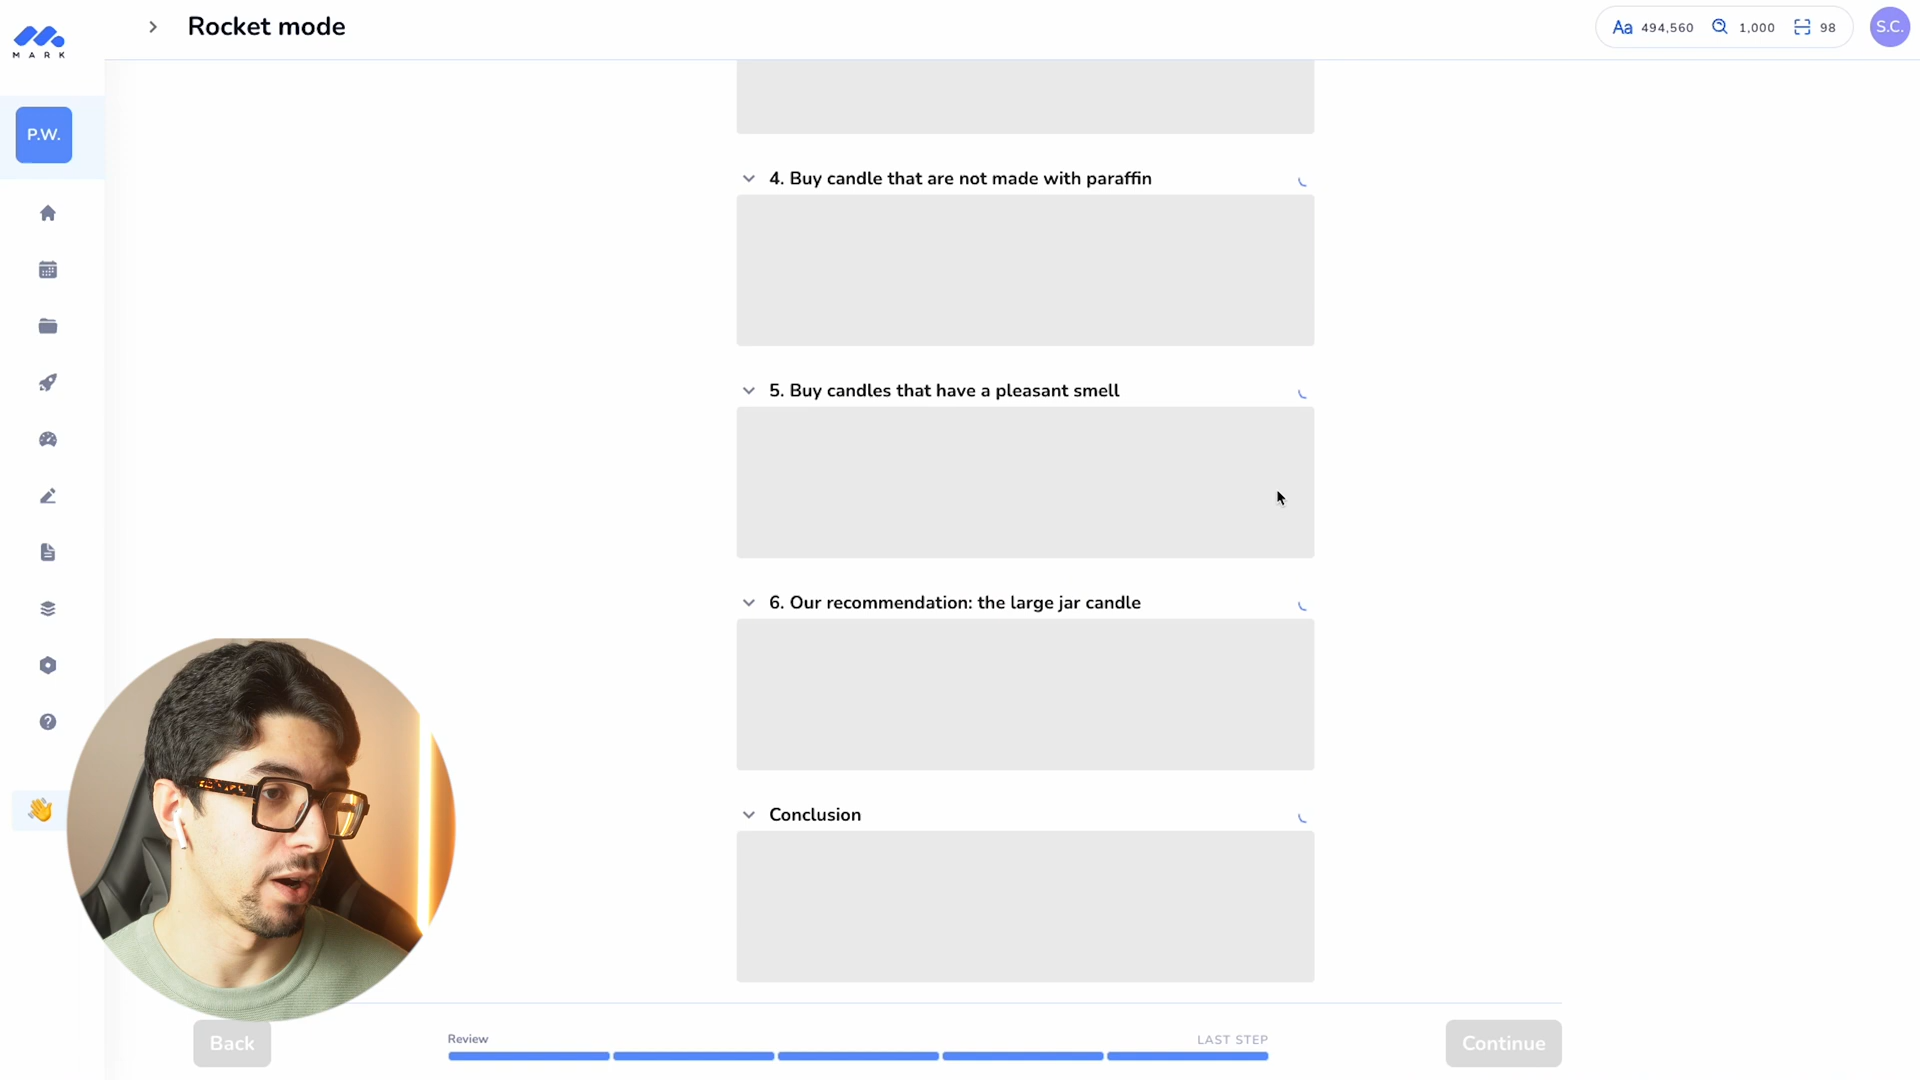 MARK
Rocket mode
Aa 494,560 1,000 98
S.C.
P.W.
4. Buy candle that are not made with paraffin
5. Buy candles that have a pleasant smell
6. Our recommendation: the large jar candle
Conclusion
Back
Review
LAST STEP
Continue